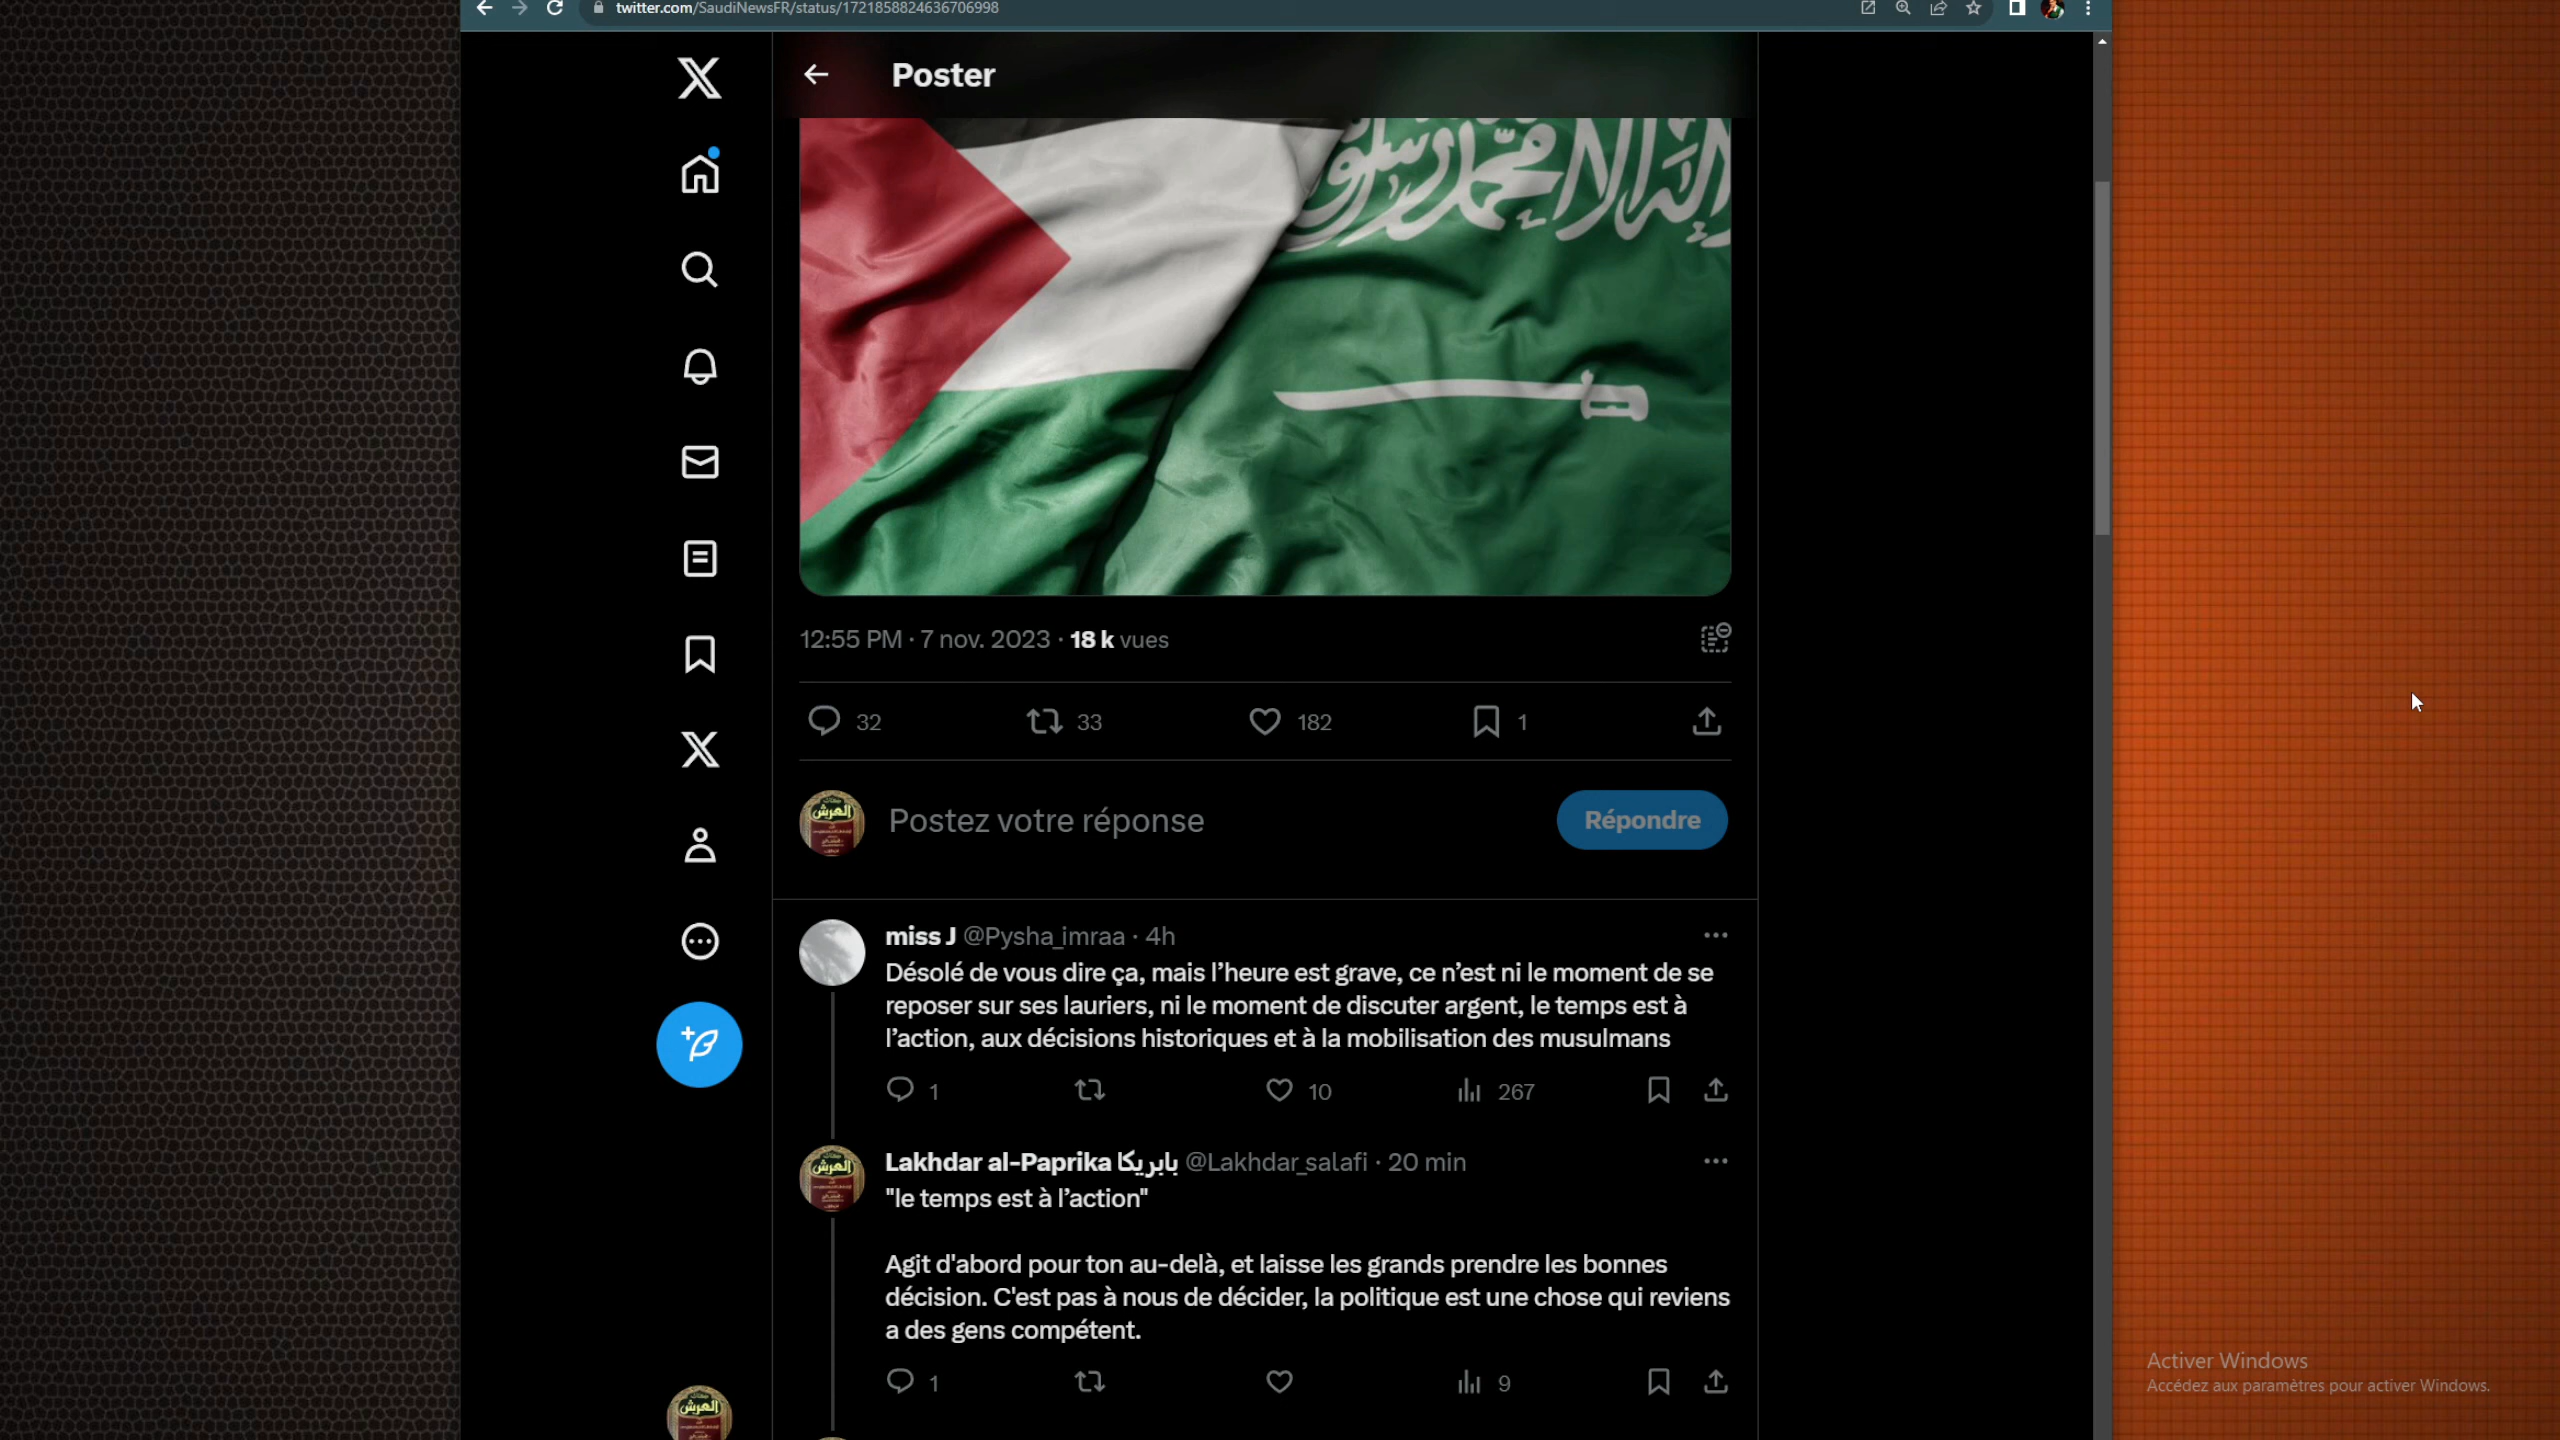 twitter.com/SaudiNewsFR/status/1721858824636706998
Poster
12:55 PM · 7 nov. 2023 · 18 k vues
32 33 182 1
العرش
Postez votre réponse
Répondre
miss J @Pysha_imraa · 4h
Désolé de vous dire ça, mais l’heure est grave, ce n’est ni le moment de se
reposer sur ses lauriers, ni le moment de discuter argent, le temps est à
l’action, aux décisions historiques et à la mobilisation des musulmans
1 10 267
العرش
Lakhdar al-Paprika بابريكا @Lakhdar_salafi · 20 min
"le temps est à l’action"
Agit d'abord pour ton au-delà, et laisse les grands prendre les bonnes
décision. C'est pas à nous de décider, la politique est une chose qui reviens
a des gens compétent.
1 9
العرش
Activer Windows
Accédez aux paramètres pour activer Windows.